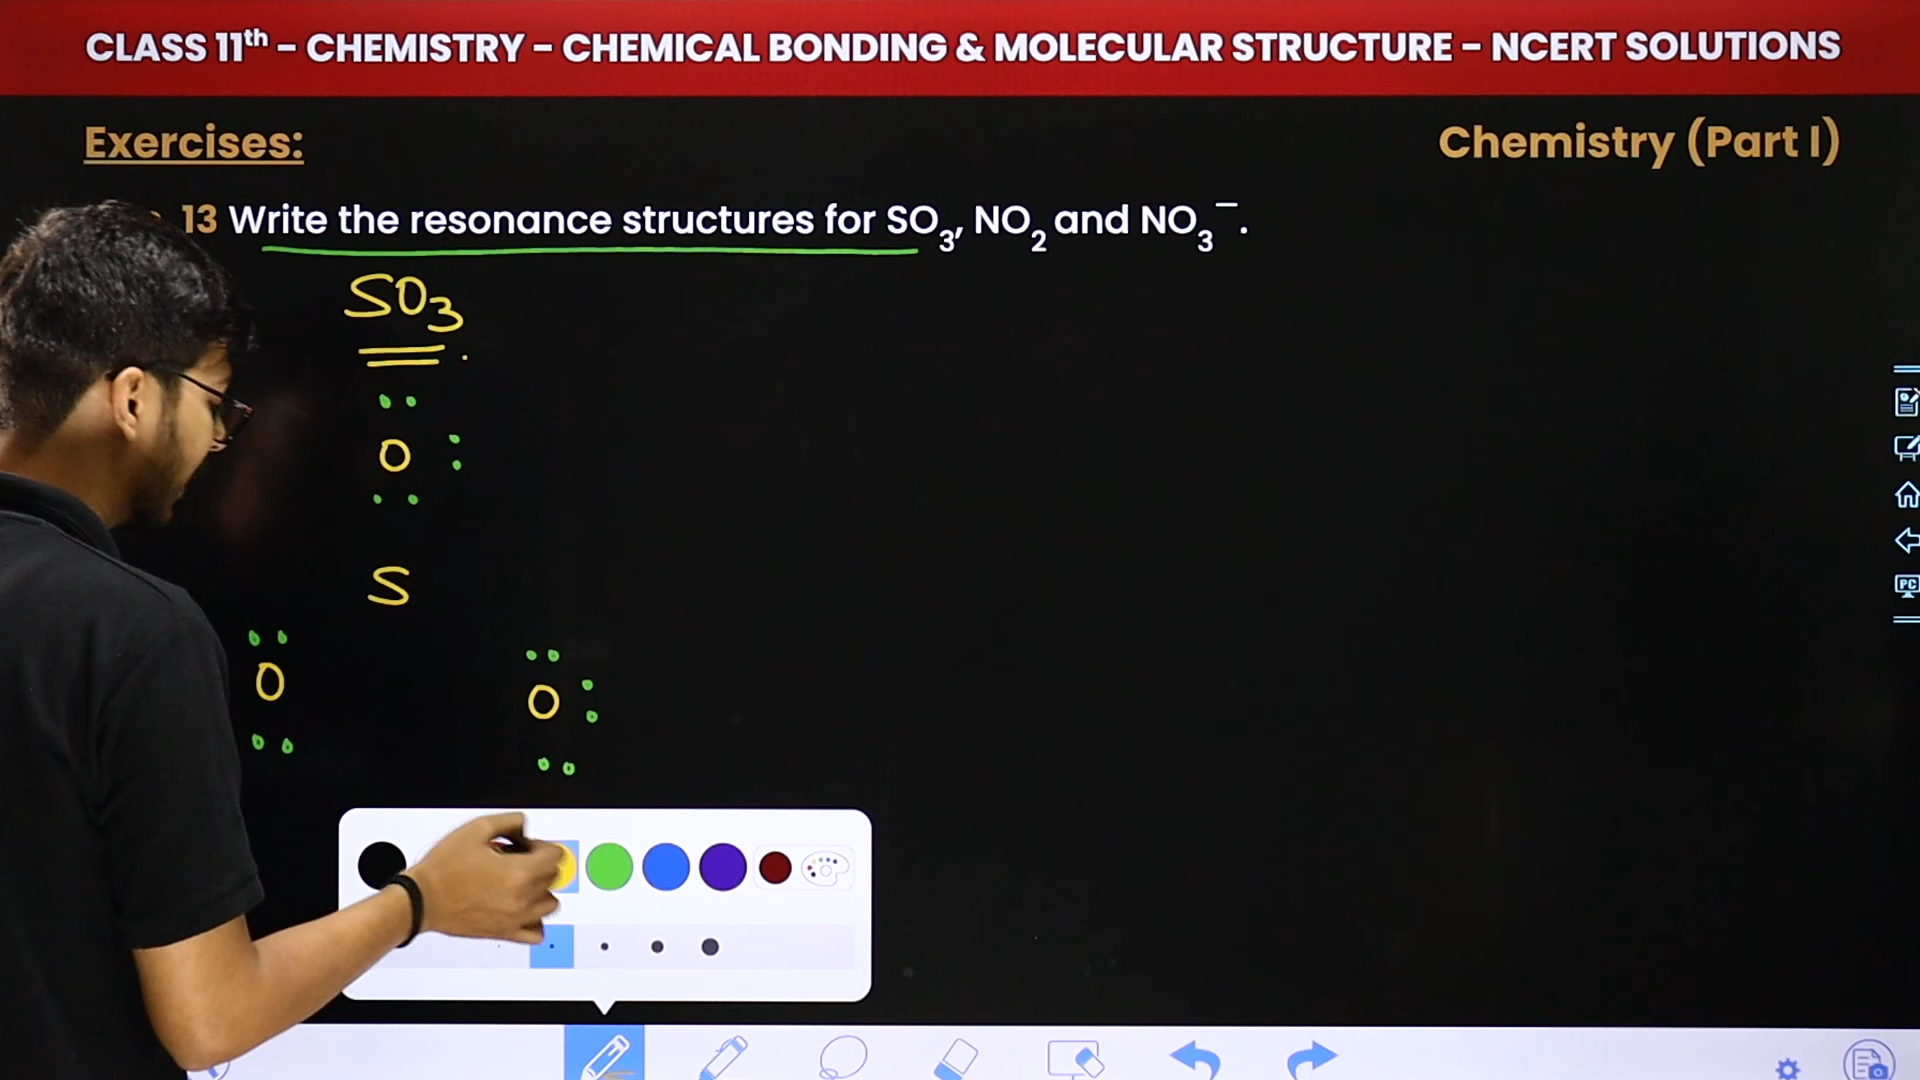 CLASS 11th - CHEMISTRY - CHEMICAL BONDING & MOLECULAR STRUCTURE - NCERT SOLUTIONS
Exercises:
Chemistry (Part I)
13 Write the resonance structures for SO₃, NO₂ and NO₃⁻.
SO₃
O
S
O
O
PC